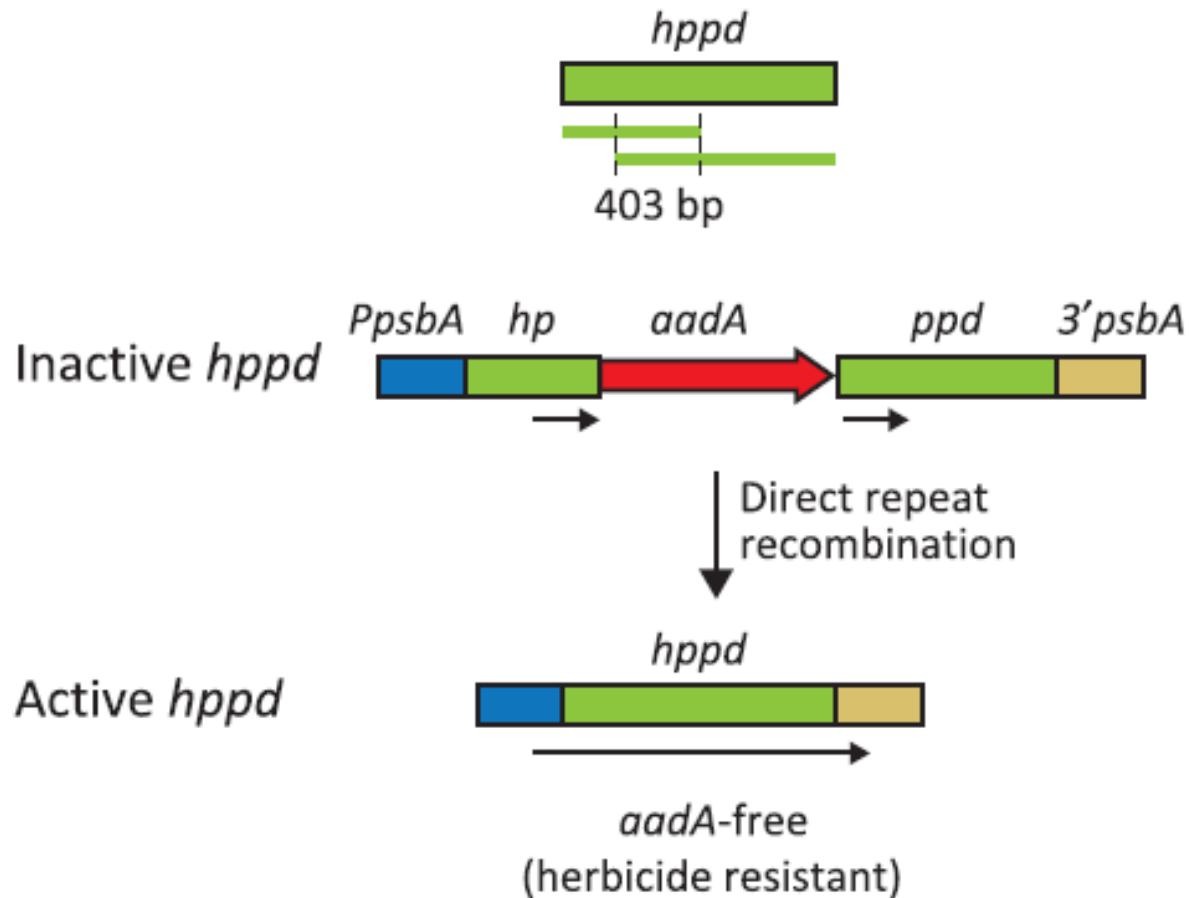 hppd
403 bp
PpsbA hp aadA ppd 3'psbA
Inactive hppd
Direct repeat
recombination
hppd
Active hppd
aadA-free
(herbicide resistant)